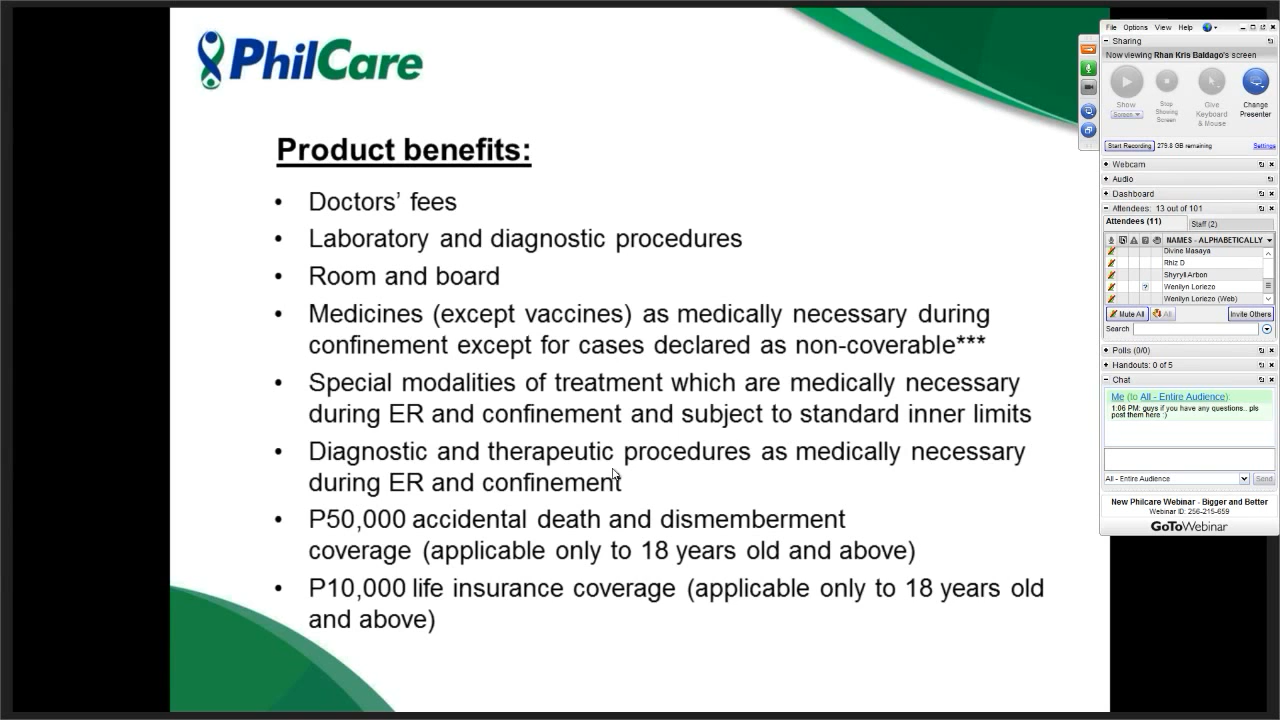 PhilCare
Product benefits:
• Doctors' fees
• Laboratory and diagnostic procedures
• Room and board
• Medicines (except vaccines) as medically necessary during
confinement except for cases declared as non-coverable***
• Special modalities of treatment which are medically necessary
during ER and confinement and subject to standard inner limits
• Diagnostic and therapeutic procedures as medically necessary
during ER and confinement
• P50,000 accidental death and dismemberment
coverage (applicable only to 18 years old and above)
• P10,000 life insurance coverage (applicable only to 18 years old
and above)
File Options View Help
Sharing
Now viewing Rhan Kris Baldago's screen
Show
Screen
Stop
Showing
Screen
Give
Keyboard
& Mouse
Change
Presenter
Start Recording 279.8 GB remaining Settings
Webcam
Audio
Dashboard
Attendees: 13 out of 101
Attendees (11) Staff (2)
NAMES - ALPHABETICALLY
Divine Masaya
Rhiz D
Shyryll Arbon
Wenilyn Loriezo
Wenilyn Loriezo (Web)
Mute All All Invite Others
Search
Polls (0/0)
Handouts: 0 of 5
Chat
Me (to All - Entire Audience):
1:06 PM: guys if you have any questions.. pls
post them here :)
All - Entire Audience Send
New Philcare Webinar - Bigger and Better
Webinar ID: 256-215-659
GoToWebinar